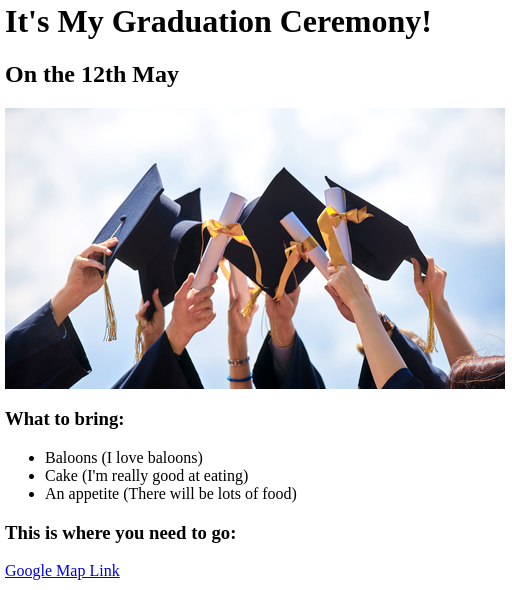 It's My Graduation Ceremony!
On the 12th May
What to bring:
Baloons (I love baloons)
Cake (I'm really good at eating)
An appetite (There will be lots of food)
This is where you need to go:
Google Map Link